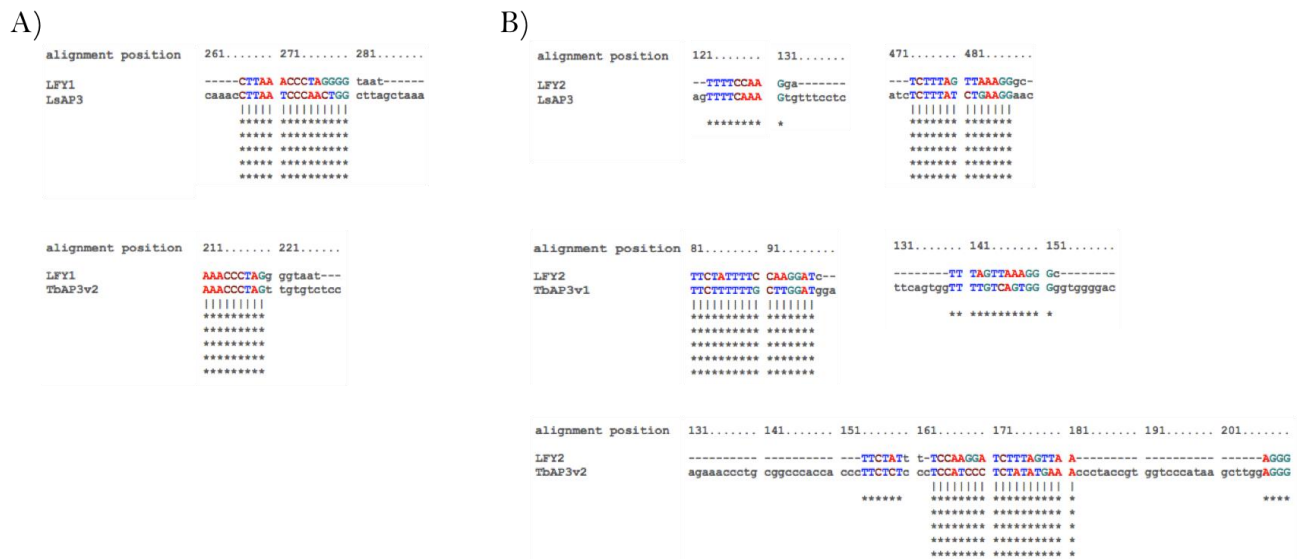 A)
alignment position 261....... 271....... 281.......
LFY1 -----CTTAA ACCCTAGGGG taat------
LsAP3 caaacCTTAA TCCCAACTGG cttagctaaa
||||| ||||||||||
***** **********
***** **********
***** **********
***** **********
***** **********
alignment position 211....... 221......
LFY1 AAACCCTAGg ggtaat---
TbAP3v2 AAACCCTAGt tgtgtctcc
|||||||||
*********
*********
*********
*********
*********
B)
alignment position 121....... 131....... 471....... 481.......
LFY2 --TTTTCCAA Gga------- ---TCTTTAG TTAAAGGgc-
LsAP3 agTTTTCAAA Gtgtttcctc atcTCTTTAT CTGAAGGaac
||||||| |||||||
******** * ******* *******
******* *******
******* *******
******* *******
******* *******
alignment position 81........ 91........ 131....... 141....... 151.......
LFY2 TTCTATTTTC CAAGGATc-- --------TT TAGTTAAAGG Gc-------
TbAP3v1 TTCTTTTTTG CTTGGATgga ttcagtggTT TTGTCAGTGG Gggtggggac
|||||||||| |||||||
********** ******* ** ********** *
********** *******
********** *******
********** *******
********** *******
alignment position 131....... 141....... 151....... 161....... 171....... 181....... 191....... 201.......
LFY2 ---------- ---------- ---TTCTATt t-TCCAAGGA TCTTTAGTTA A--------- ---------- ------AGGG
TbAP3v2 agaaaccctg cggcccacca cccTTCTCTc ccTCCATCCC TCTATATGAA Accctaccgt ggtcccataa gcttggAGGG
|||||||| |||||||||| |
****** ******** ********** * ****
******** ********** *
******** ********** *
******** ********** *
******** ********** *